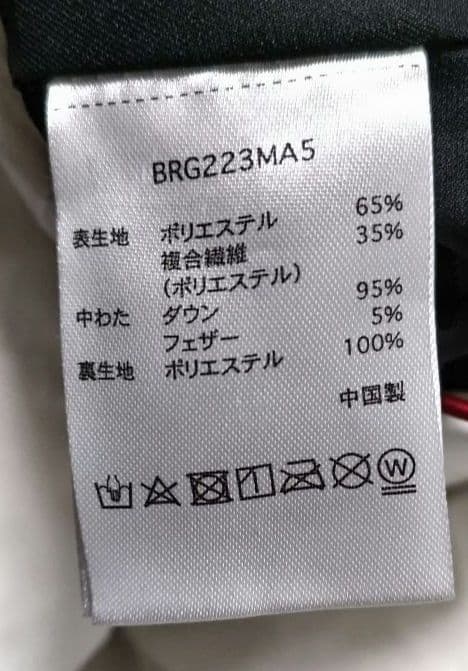 BRG223MA5
表生地 ポリエステル 65%
複合繊維 35%
(ポリエステル)
中わた ダウン 95%
フェザー 5%
裏生地 ポリエステル 100%
中国製
W